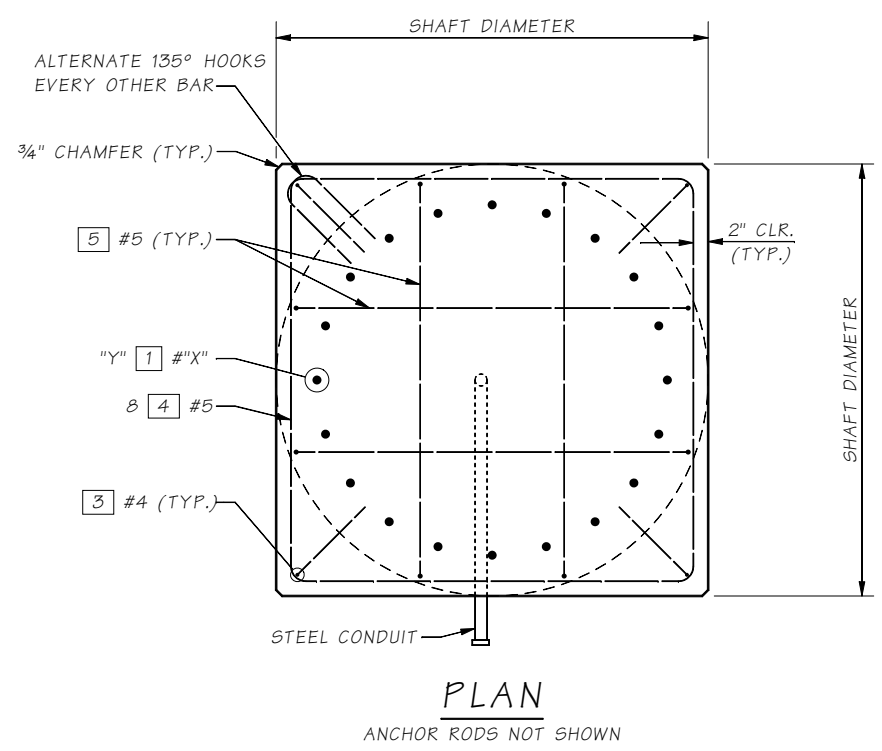 SHAFT DIAMETER
ALTERNATE 135° HOOKS
EVERY OTHER BAR
¾" CHAMFER (TYP.)
5 #5 (TYP.)
2" CLR.
(TYP.)
"Y" 1 #"X"
8 4 #5
SHAFT DIAMETER
3 #4 (TYP.)
STEEL CONDUIT
PLAN
ANCHOR RODS NOT SHOWN